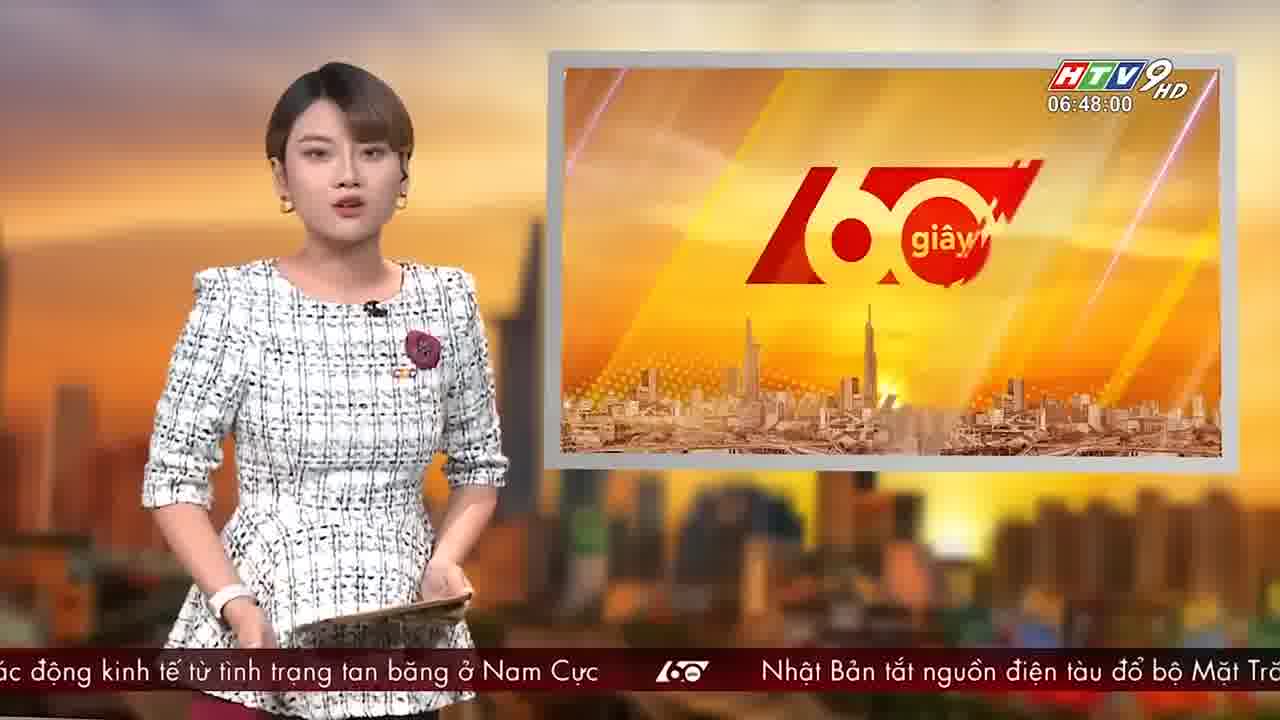 HTV9
HD
06:48:00
60
giây
ác động kinh tế từ tình trạng tan băng ở Nam Cực
60
Nhật Bản tắt nguồn điện tàu đổ bộ Mặt Tră